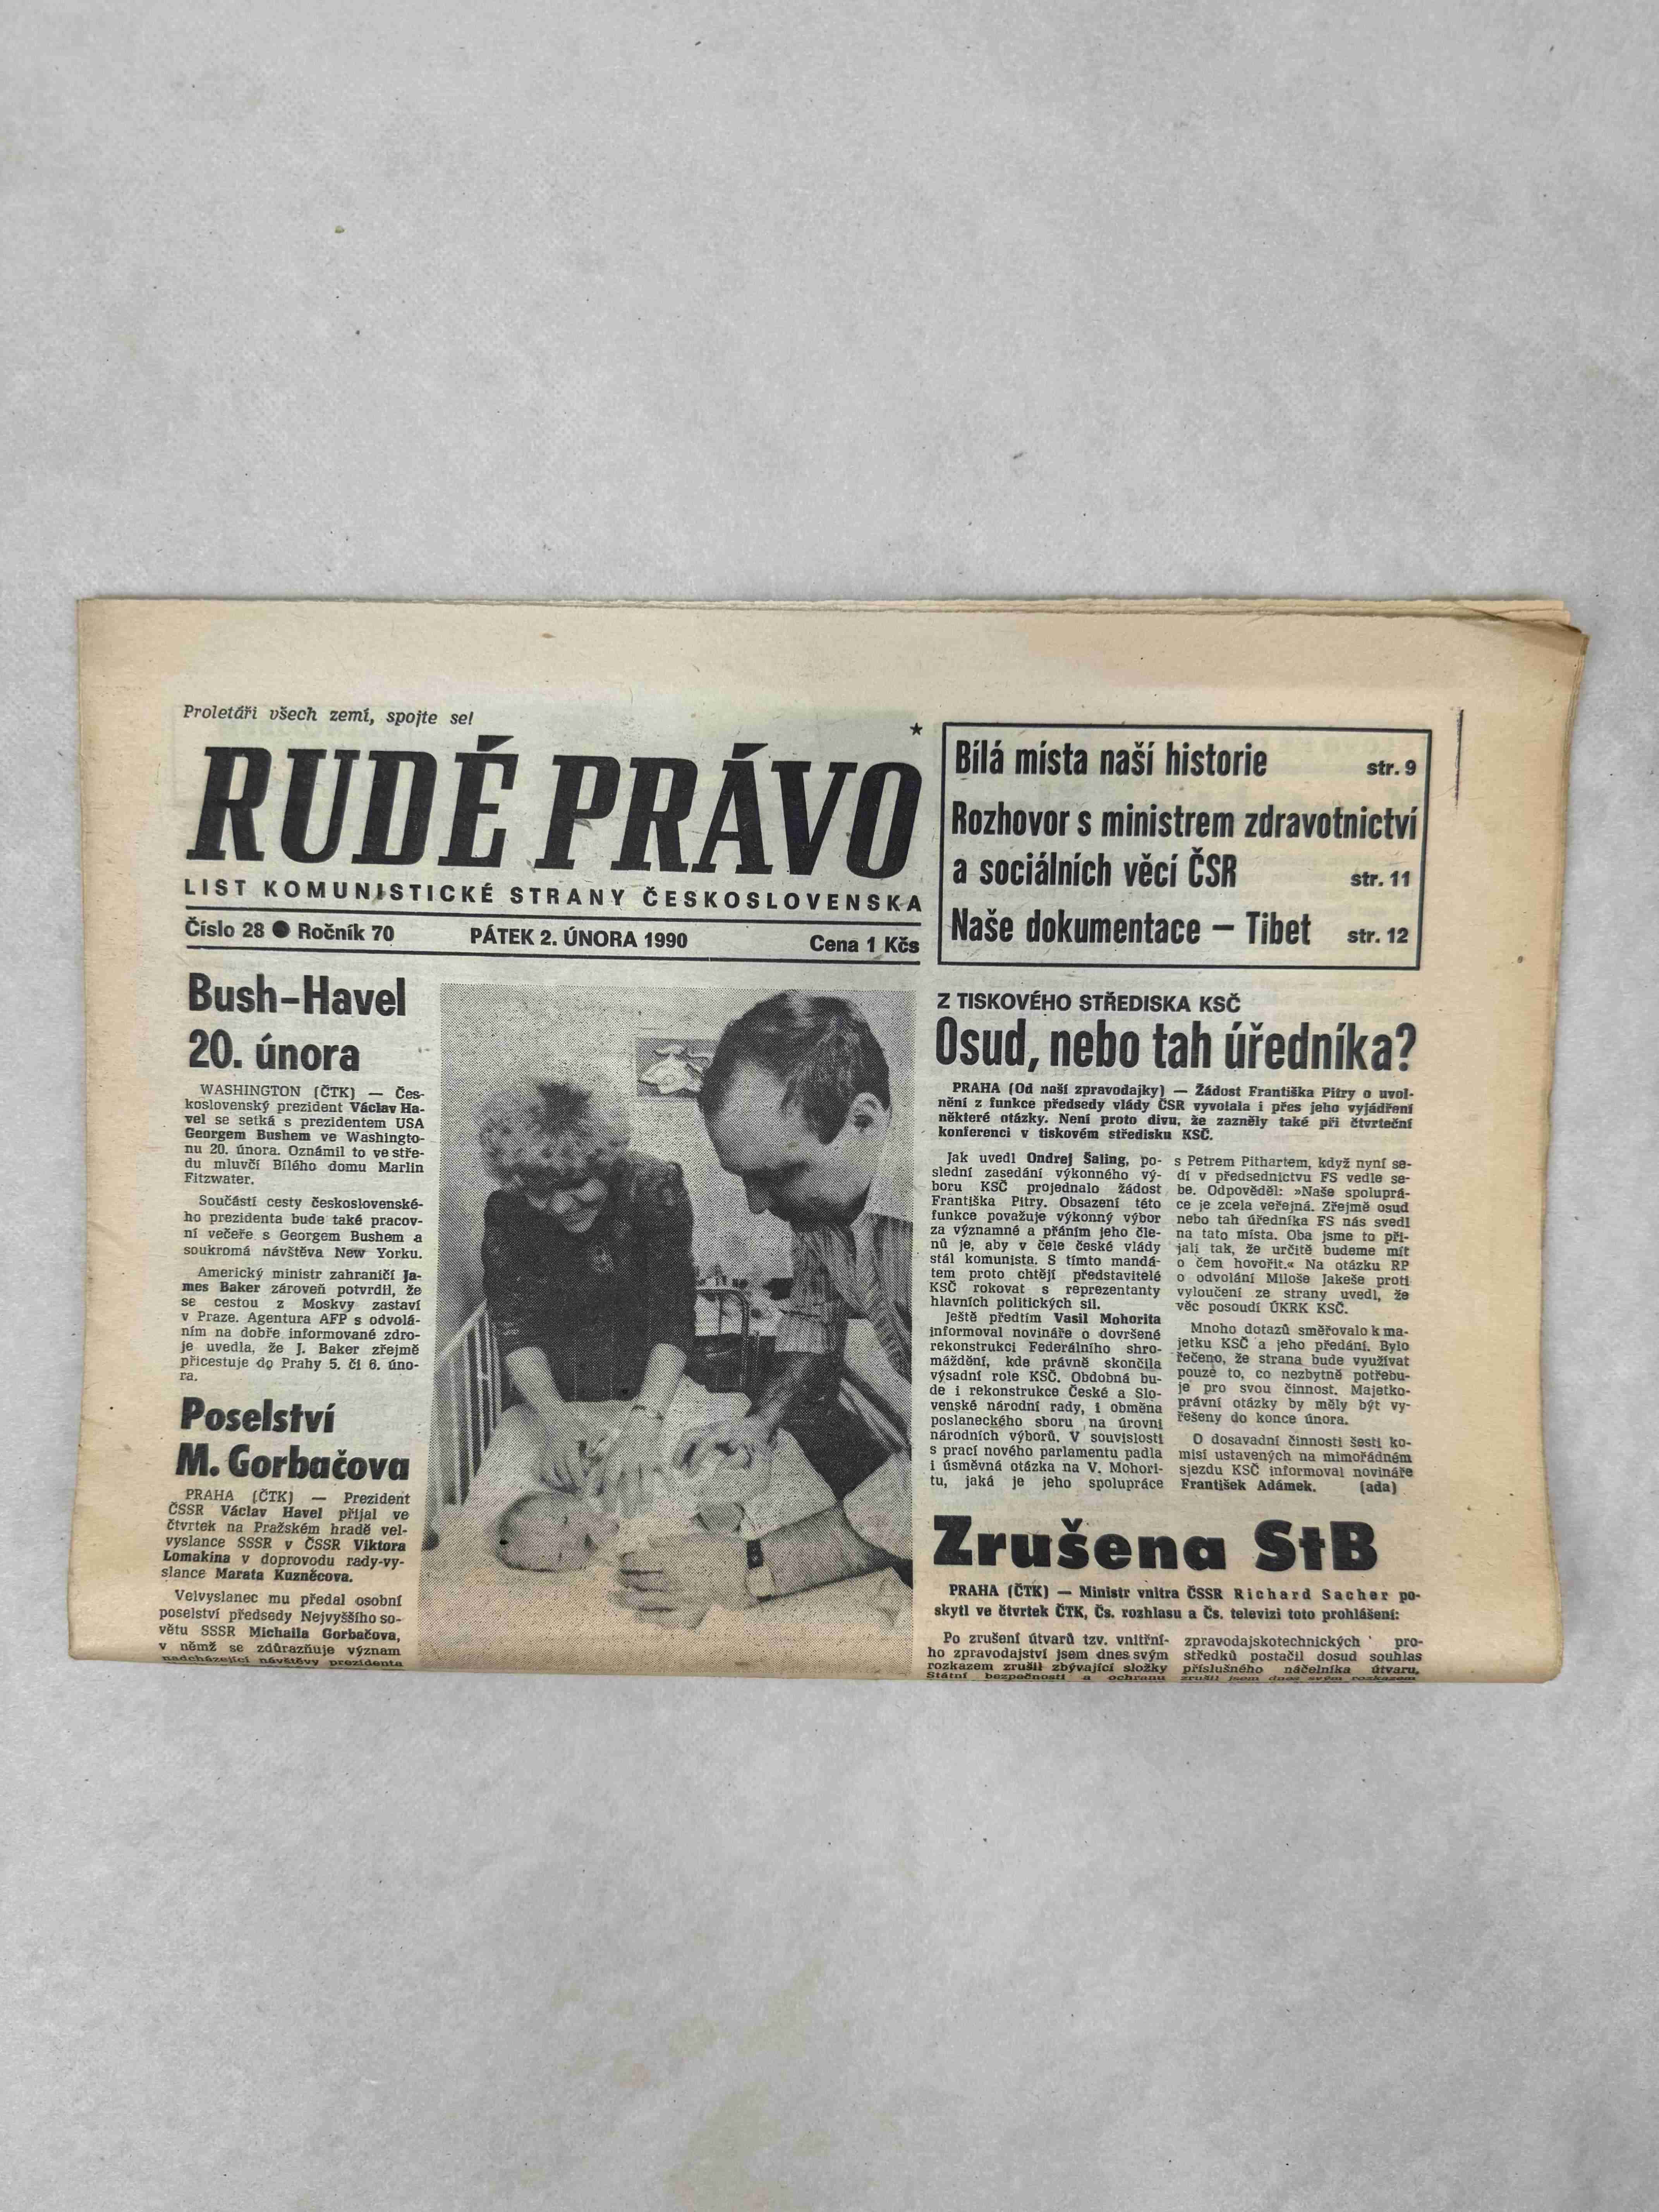 Proletáři všech zemí, spojte se!
RUDÉ PRÁVO
LIST KOMUNISTICKÉ STRANY ČESKOSLOVENSKA
Číslo 28 ● Ročník 70 PÁTEK 2. ÚNORA 1990 Cena 1 Kčs
Bílá místa naší historie str. 9
Rozhovor s ministrem zdravotnictví
a sociálních věcí ČSR str. 11
Naše dokumentace — Tibet str. 12
Bush-Havel
20. února
WASHINGTON (ČTK) — Čes-
koslovenský prezident Václav Ha-
vel se setká s prezidentem USA
Georgem Bushem ve Washingto-
nu 20. února. Oznámil to ve stře-
du mluvčí Bílého domu Marlin
Fitzwater.
Součástí cesty československé-
ho prezidenta bude také pracov-
ní večeře s Georgem Bushem a
soukromá návštěva New Yorku.
Americký ministr zahraničí Ja-
mes Baker zároveň potvrdil, že
se cestou z Moskvy zastaví
v Praze. Agentura AFP s odvolá-
ním na dobře informované zdro-
je uvedla, že J. Baker zřejmě
přicestuje do Prahy 5. či 6. úno-
ra.
Poselství
M. Gorbačova
PRAHA (ČTK) — Prezident
ČSSR Václav Havel přijal ve
čtvrtek na Pražském hradě vel-
vyslance SSSR v ČSSR Viktora
Lomakina v doprovodu rady-vy-
slance Marata Kuzněcova.
Velvyslanec mu předal osobní
poselství předsedy Nejvyššího so-
větu SSSR Michaila Gorbačova,
v němž se zdůrazňuje význam
nadcházející návštěvy prezidenta
Z TISKOVÉHO STŘEDISKA KSČ
Osud, nebo tah úředníka?
PRAHA (Od naší zpravodajky) — Žádost Františka Pitry o uvol-
nění z funkce předsedy vlády ČSR vyvolala i přes jeho vyjádření
některé otázky. Není proto divu, že zazněly také při čtvrteční
konferenci v tiskovém středisku KSČ.
Jak uvedl Ondrej Šaling, po-
slední zasedání výkonného vý-
boru KSČ projednalo žádost
Františka Pitry. Obsazení této
funkce považuje výkonný výbor
za významné a přáním jeho čle-
nů je, aby v čele české vlády
stál komunista. S tímto mandá-
tem proto chtějí představitelé
KSČ rokovat s reprezentanty
hlavních politických sil.
Ještě předtím Vasil Mohorita
informoval novináře o dovršené
rekonstrukci Federálního shro-
máždění, kde právně skončila
výsadní role KSČ. Obdobná bu-
de i rekonstrukce České a Slo-
venské národní rady, i obměna
poslaneckého sboru na úrovni
národních výborů. V souvislosti
s prací nového parlamentu padla
i úsměvná otázka na V. Mohori-
tu, jaká je jeho spolupráce
s Petrem Pithartem, když nyní se-
dí v předsednictvu FS vedle se-
be. Odpověděl: »Naše spoluprá-
ce je zcela veřejná. Zřejmě osud
nebo tah úředníka FS nás svedl
na tato místa. Oba jsme to při-
jali tak, že určitě budeme mít
o čem hovořit.« Na otázku RP
o odvolání Miloše Jakeše proti
vyloučení ze strany uvedl, že
věc posoudí ÚKRK KSČ.
Mnoho dotazů směřovalo k ma-
jetku KSČ a jeho předání. Bylo
řečeno, že strana bude využívat
pouze to, co nezbytně potřebu-
je pro svou činnost. Majetko-
právní otázky by měly být vy-
řešeny do konce února.
O dosavadní činnosti šesti ko-
misí ustavených na mimořádném
sjezdu KSČ informoval novináře
František Adámek. (ada)
Zrušena StB
PRAHA (ČTK) — Ministr vnitra ČSSR Richard Sacher po-
skytl ve čtvrtek ČTK, Čs. rozhlasu a Čs. televizi toto prohlášení:
Po zrušení útvarů tzv. vnitřní-
ho zpravodajství jsem dnes svým
rozkazem zrušil zbývající složky
Státní bezpečnosti a ochranu
zpravodajskotechnických pro-
středků postačil dosud souhlas
příslušného náčelníka útvaru,
zrušil jsem dnes svým rozkazem